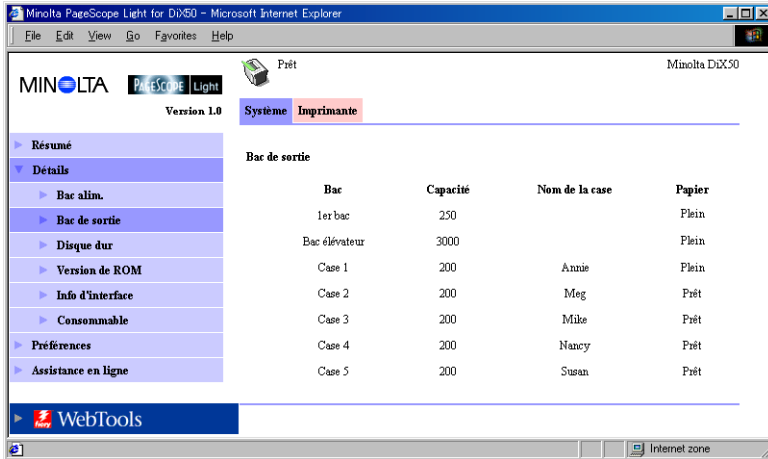 Minolta PageScope Light for DiX50 - Microsoft Internet Explorer
File Edit View Go Favorites Help
MINOLTA PAGESCOPE Light
Version 1.0
Prêt Minolta DiX50
Système Imprimante
Résumé
Détails
Bac alim.
Bac de sortie
Disque dur
Version de ROM
Info d'interface
Consommable
Préférences
Assistance en ligne
fiery WebTools
Bac de sortie
Bac Capacité Nom de la case Papier
1er bac 250 Plein
Bac élévateur 3000 Plein
Case 1 200 Annie Plein
Case 2 200 Meg Prêt
Case 3 200 Mike Prêt
Case 4 200 Nancy Prêt
Case 5 200 Susan Prêt
Internet zone